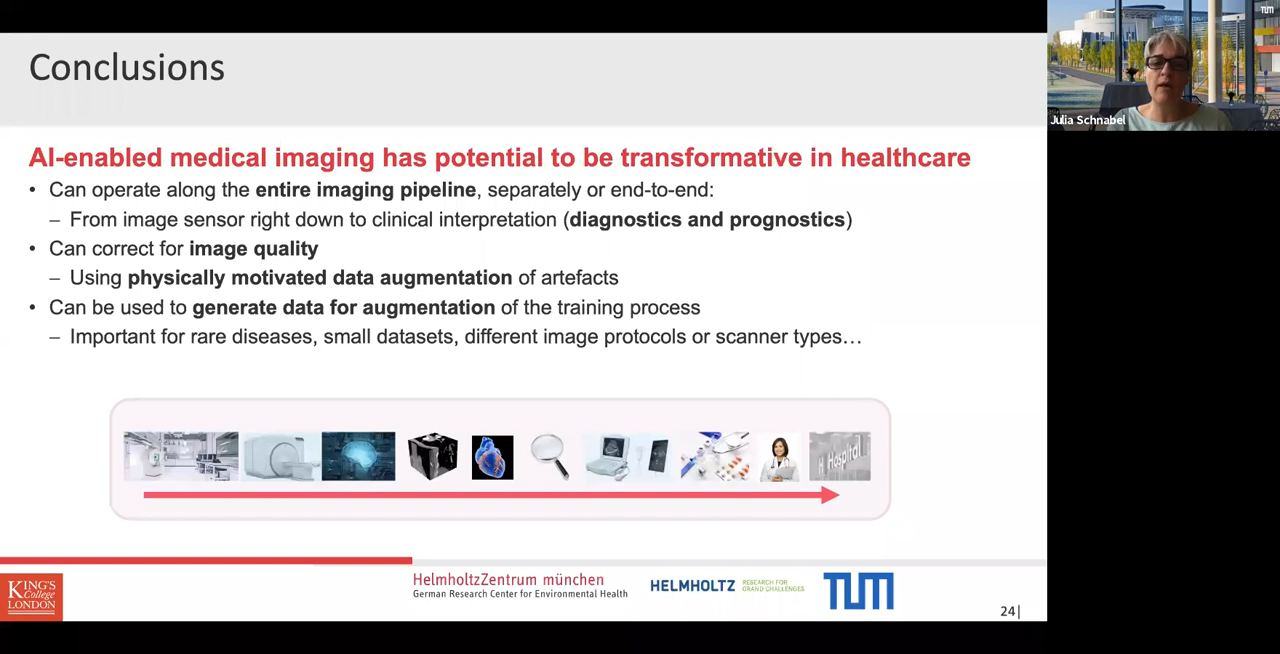 Conclusions
AI-enabled medical imaging has potential to be transformative in healthcare
• Can operate along the entire imaging pipeline, separately or end-to-end:
– From image sensor right down to clinical interpretation (diagnostics and prognostics)
• Can correct for image quality
– Using physically motivated data augmentation of artefacts
• Can be used to generate data for augmentation of the training process
– Important for rare diseases, small datasets, different image protocols or scanner types…
H Hospital
KING'S
College
LONDON
HelmholtzZentrum münchen
German Research Center for Environmental Health
HELMHOLTZ
RESEARCH FOR
GRAND CHALLENGES
TUM
24|
TUM
Julia Schnabel